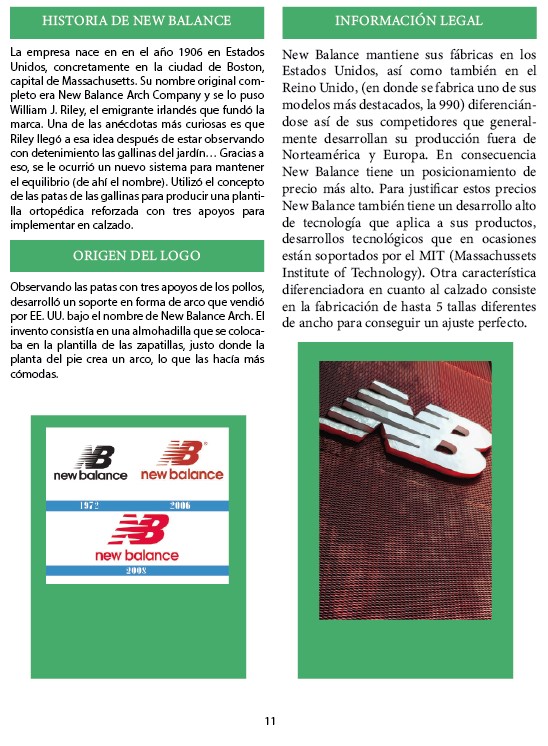 HISTORIA DE NEW BALANCE
La empresa nace en en el año 1906 en Estados
Unidos, concretamente en la ciudad de Boston,
capital de Massachusetts. Su nombre original com-
pleto era New Balance Arch Company y se lo puso
William J. Riley, el emigrante irlandés que fundó la
marca. Una de las anécdotas más curiosas es que
Riley llegó a esa idea después de estar observando
con detenimiento las gallinas del jardín… Gracias a
eso, se le ocurrió un nuevo sistema para mantener
el equilibrio (de ahí el nombre). Utilizó el concepto
de las patas de las gallinas para producir una planti-
lla ortopédica reforzada con tres apoyos para
implementar en calzado.
ORIGEN DEL LOGO
Observando las patas con tres apoyos de los pollos,
desarrolló un soporte en forma de arco que vendió
por EE. UU. bajo el nombre de New Balance Arch. El
invento consistía en una almohadilla que se coloca-
ba en la plantilla de las zapatillas, justo donde la
planta del pie crea un arco, lo que las hacía más
cómodas.
NB NB®
new balance new balance
1972 2006
NB
new balance
2008
INFORMACIÓN LEGAL
New Balance mantiene sus fábricas en los
Estados Unidos, así como también en el
Reino Unido, (en donde se fabrica uno de sus
modelos más destacados, la 990) diferencián-
dose así de sus competidores que general-
mente desarrollan su producción fuera de
Norteamérica y Europa. En consecuencia
New Balance tiene un posicionamiento de
precio más alto. Para justificar estos precios
New Balance también tiene un desarrollo alto
de tecnología que aplica a sus productos,
desarrollos tecnológicos que en ocasiones
están soportados por el MIT (Massachussets
Institute of Technology). Otra característica
diferenciadora en cuanto al calzado consiste
en la fabricación de hasta 5 tallas diferentes
de ancho para conseguir un ajuste perfecto.
NB
11